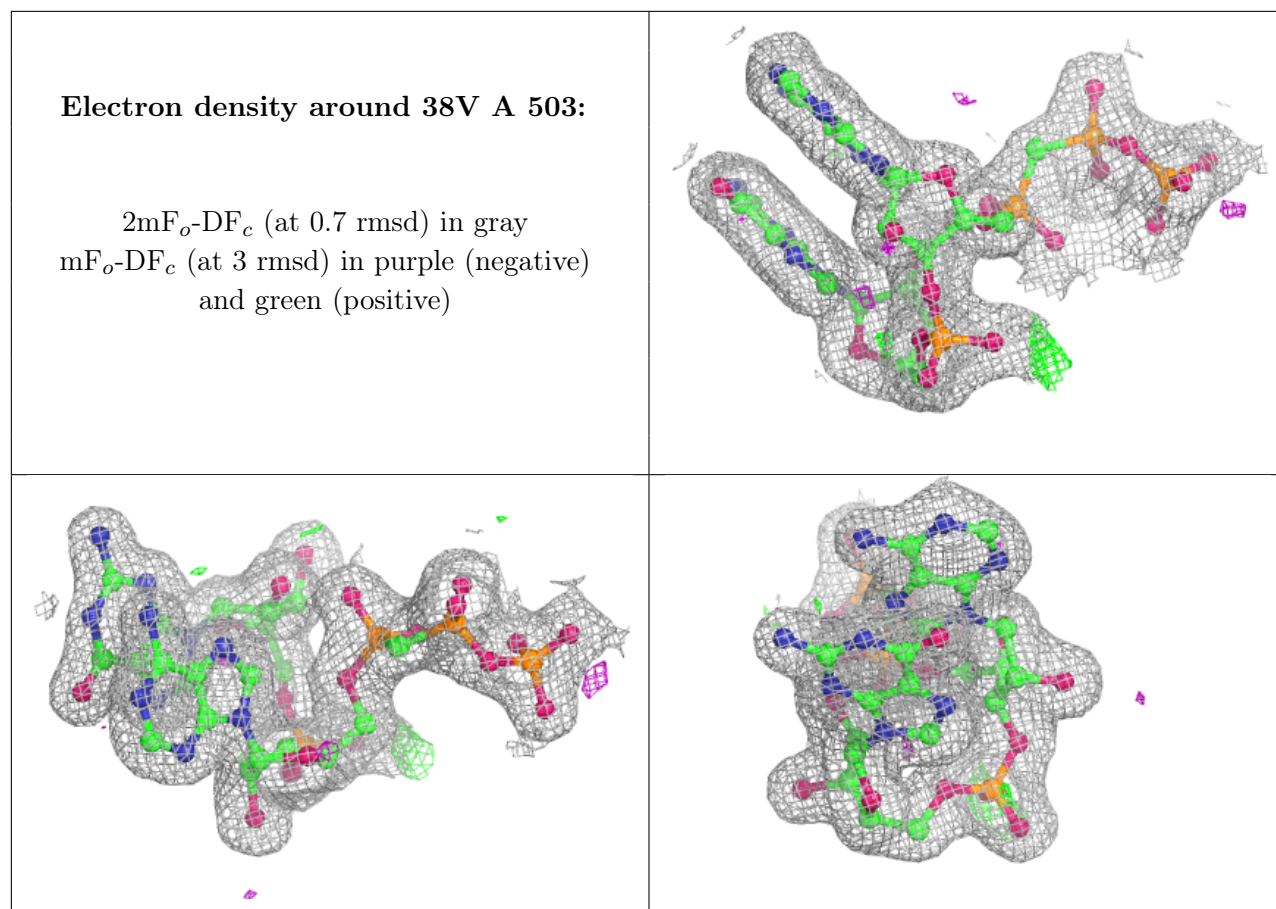 Electron density around 38V A 503:
2mFo-DFc (at 0.7 rmsd) in gray
mFo-DFc (at 3 rmsd) in purple (negative)
and green (positive)